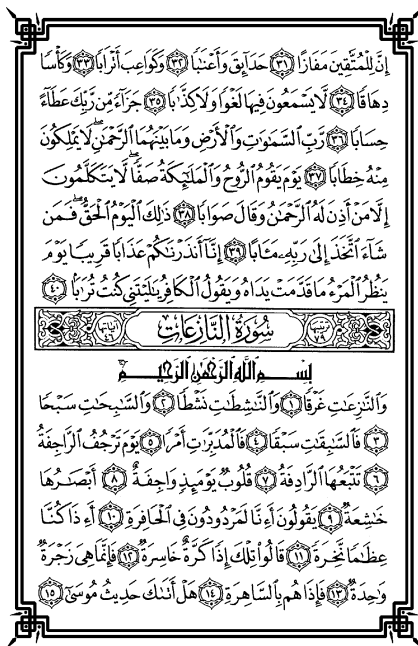 إِنَّ لِلْمُتَّقِينَ مَفَازًا ٣١ حَدَائِقَ وَأَعْنَٰبًا ٣٢ وَكَوَاعِبَ أَتْرَابًا ٣٣ وَكَأْسًا
دِهَاقًا ٣٤ لَّا يَسْمَعُونَ فِيهَا لَغْوًا وَلَا كِذَّٰبًا ٣٥ جَزَآءً مِّن رَّبِّكَ عَطَآءً
حِسَابًا ٣٦ رَّبِّ ٱلسَّمَٰوَٰتِ وَٱلْأَرْضِ وَمَا بَيْنَهُمَا ٱلرَّحْمَٰنِ ۖ لَا يَمْلِكُونَ
مِنْهُ خِطَابًا ٣٧ يَوْمَ يَقُومُ ٱلرُّوحُ وَٱلْمَلَٰٓئِكَةُ صَفًّا ۖ لَّا يَتَكَلَّمُونَ
إِلَّا مَنْ أَذِنَ لَهُ ٱلرَّحْمَٰنُ وَقَالَ صَوَابًا ٣٨ ذَٰلِكَ ٱلْيَوْمُ ٱلْحَقُّ ۖ فَمَن
شَآءَ ٱتَّخَذَ إِلَىٰ رَبِّهِۦ مَـَٔابًا ٣٩ إِنَّآ أَنذَرْنَٰكُمْ عَذَابًا قَرِيبًا يَوْمَ
يَنظُرُ ٱلْمَرْءُ مَا قَدَّمَتْ يَدَاهُ وَيَقُولُ ٱلْكَافِرُ يَٰلَيْتَنِى كُنتُ تُرَٰبًا ٤٠
ترتيبها ٧٩ سُورَةُ النَّازِعَاتِ آياتها ٤٦
بِسْمِ ٱللَّهِ ٱلرَّحْمَٰنِ ٱلرَّحِيمِ
وَٱلنَّٰزِعَٰتِ غَرْقًا ١ وَٱلنَّٰشِطَٰتِ نَشْطًا ٢ وَٱلسَّٰبِحَٰتِ سَبْحًا
٣ فَٱلسَّٰبِقَٰتِ سَبْقًا ٤ فَٱلْمُدَبِّرَٰتِ أَمْرًا ٥ يَوْمَ تَرْجُفُ ٱلرَّاجِفَةُ
٦ تَتْبَعُهَا ٱلرَّادِفَةُ ٧ قُلُوبٌ يَوْمَئِذٍ وَاجِفَةٌ ٨ أَبْصَٰرُهَا
خَٰشِعَةٌ ٩ يَقُولُونَ أَءِنَّا لَمَرْدُودُونَ فِى ٱلْحَافِرَةِ ١٠ أَءِذَا كُنَّا
عِظَٰمًا نَّخِرَةً ١١ قَالُوا۟ تِلْكَ إِذًا كَرَّةٌ خَاسِرَةٌ ١٢ فَإِنَّمَا هِىَ زَجْرَةٌ
وَٰحِدَةٌ ١٣ فَإِذَا هُم بِٱلسَّاهِرَةِ ١٤ هَلْ أَتَىٰكَ حَدِيثُ مُوسَىٰٓ ١٥